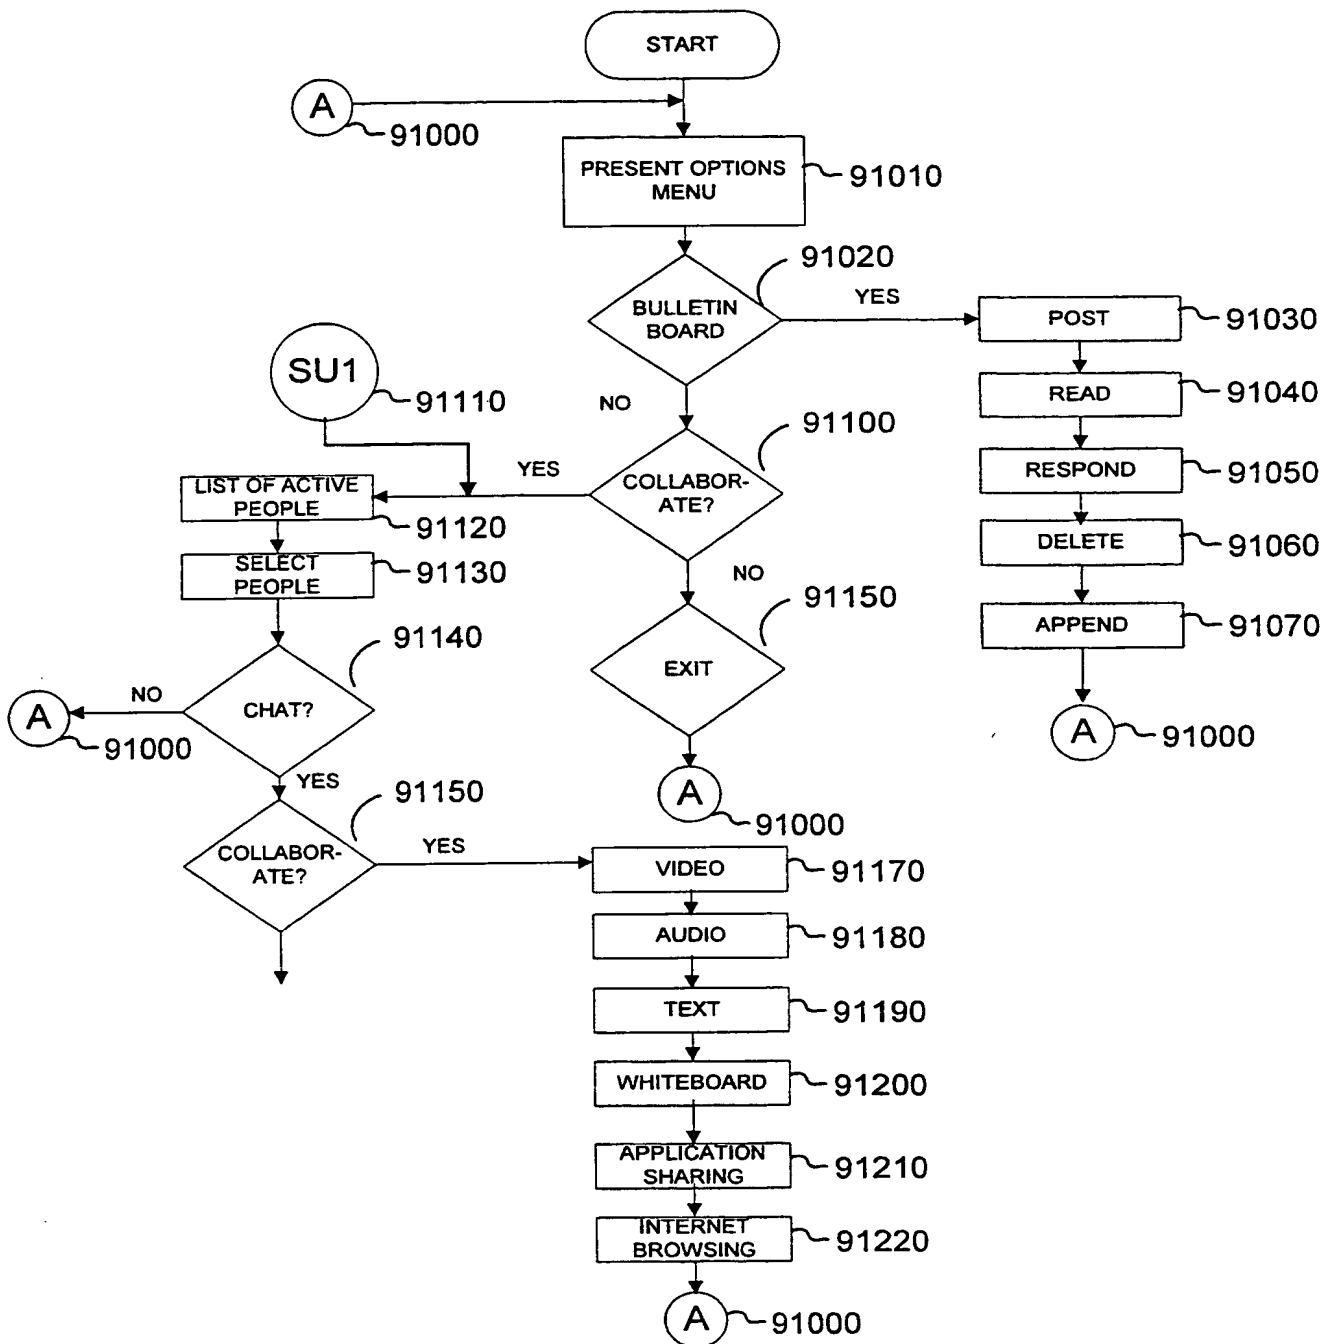 START
A
91000
PRESENT OPTIONS
MENU
91010
91020
BULLETIN
BOARD
YES
POST
91030
READ
91040
RESPOND
91050
DELETE
91060
APPEND
91070
A
91000
NO
SU1
91110
91100
COLLABOR-
ATE?
YES
LIST OF ACTIVE
PEOPLE
91120
SELECT
PEOPLE
91130
NO
91150
EXIT
A
91000
91140
CHAT?
NO
A
91000
YES
91150
COLLABOR-
ATE?
YES
VIDEO
91170
AUDIO
91180
TEXT
91190
WHITEBOARD
91200
APPLICATION
SHARING
91210
INTERNET
BROWSING
91220
A
91000